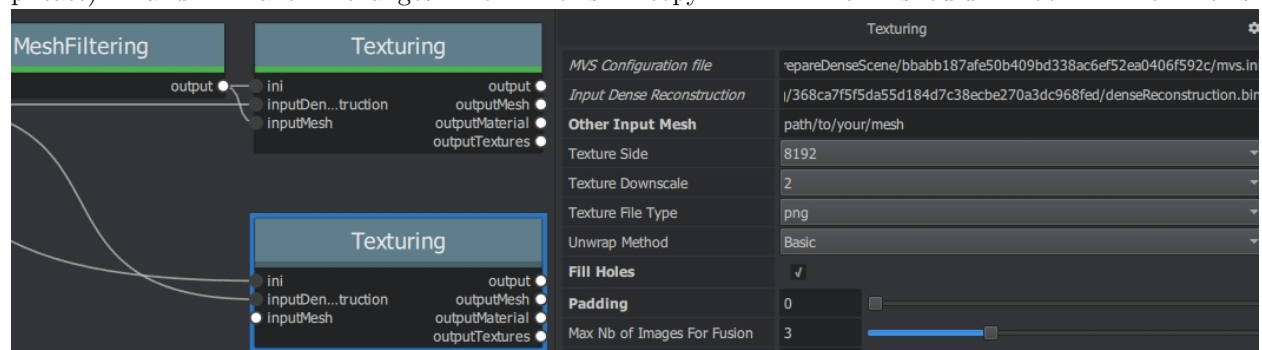 MeshFiltering
output
Texturing
ini
output
inputDen...truction
outputMesh
inputMesh
outputMaterial
outputTextures
Texturing
ini
output
inputDen...truction
outputMesh
inputMesh
outputMaterial
outputTextures
Texturing
MVS Configuration file
repareDenseScene/bbabb187afe50b409bd338ac6ef52ea0406f592c/mvs.in
Input Dense Reconstruction
/368ca7f5f5da55d184d7c38ecbe270a3dc968fed/denseReconstruction.bin
Other Input Mesh
path/to/your/mesh
Texture Side
8192
Texture Downscale
2
Texture File Type
png
Unwrap Method
Basic
Fill Holes
√
Padding
0
Max Nb of Images For Fusion
3